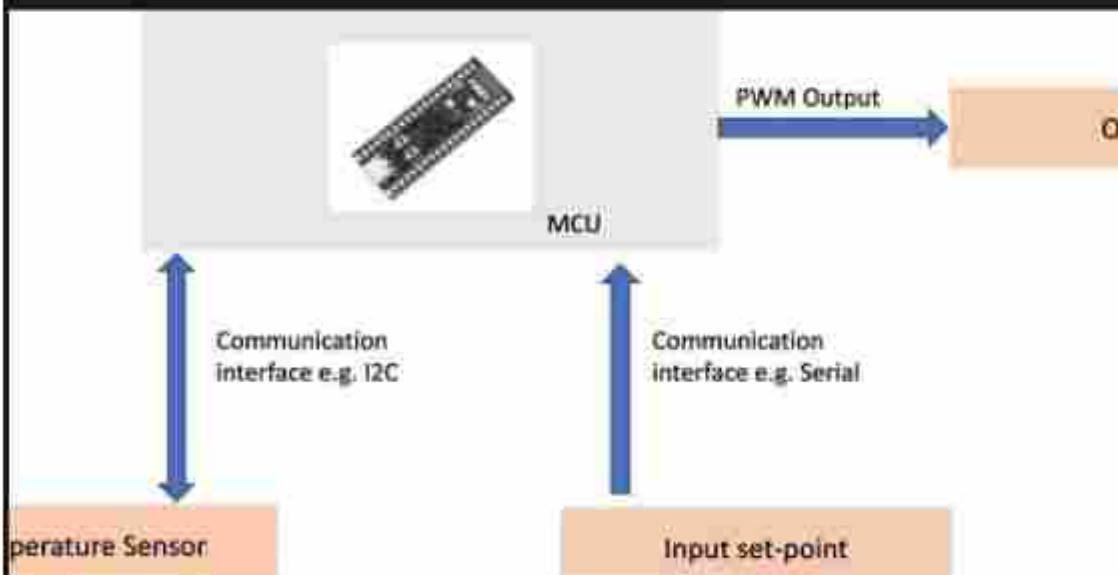 PWM Output
O
MCU
Communication
interface e.g. I2C
Communication
interface e.g. Serial
perature Sensor
Input set-point